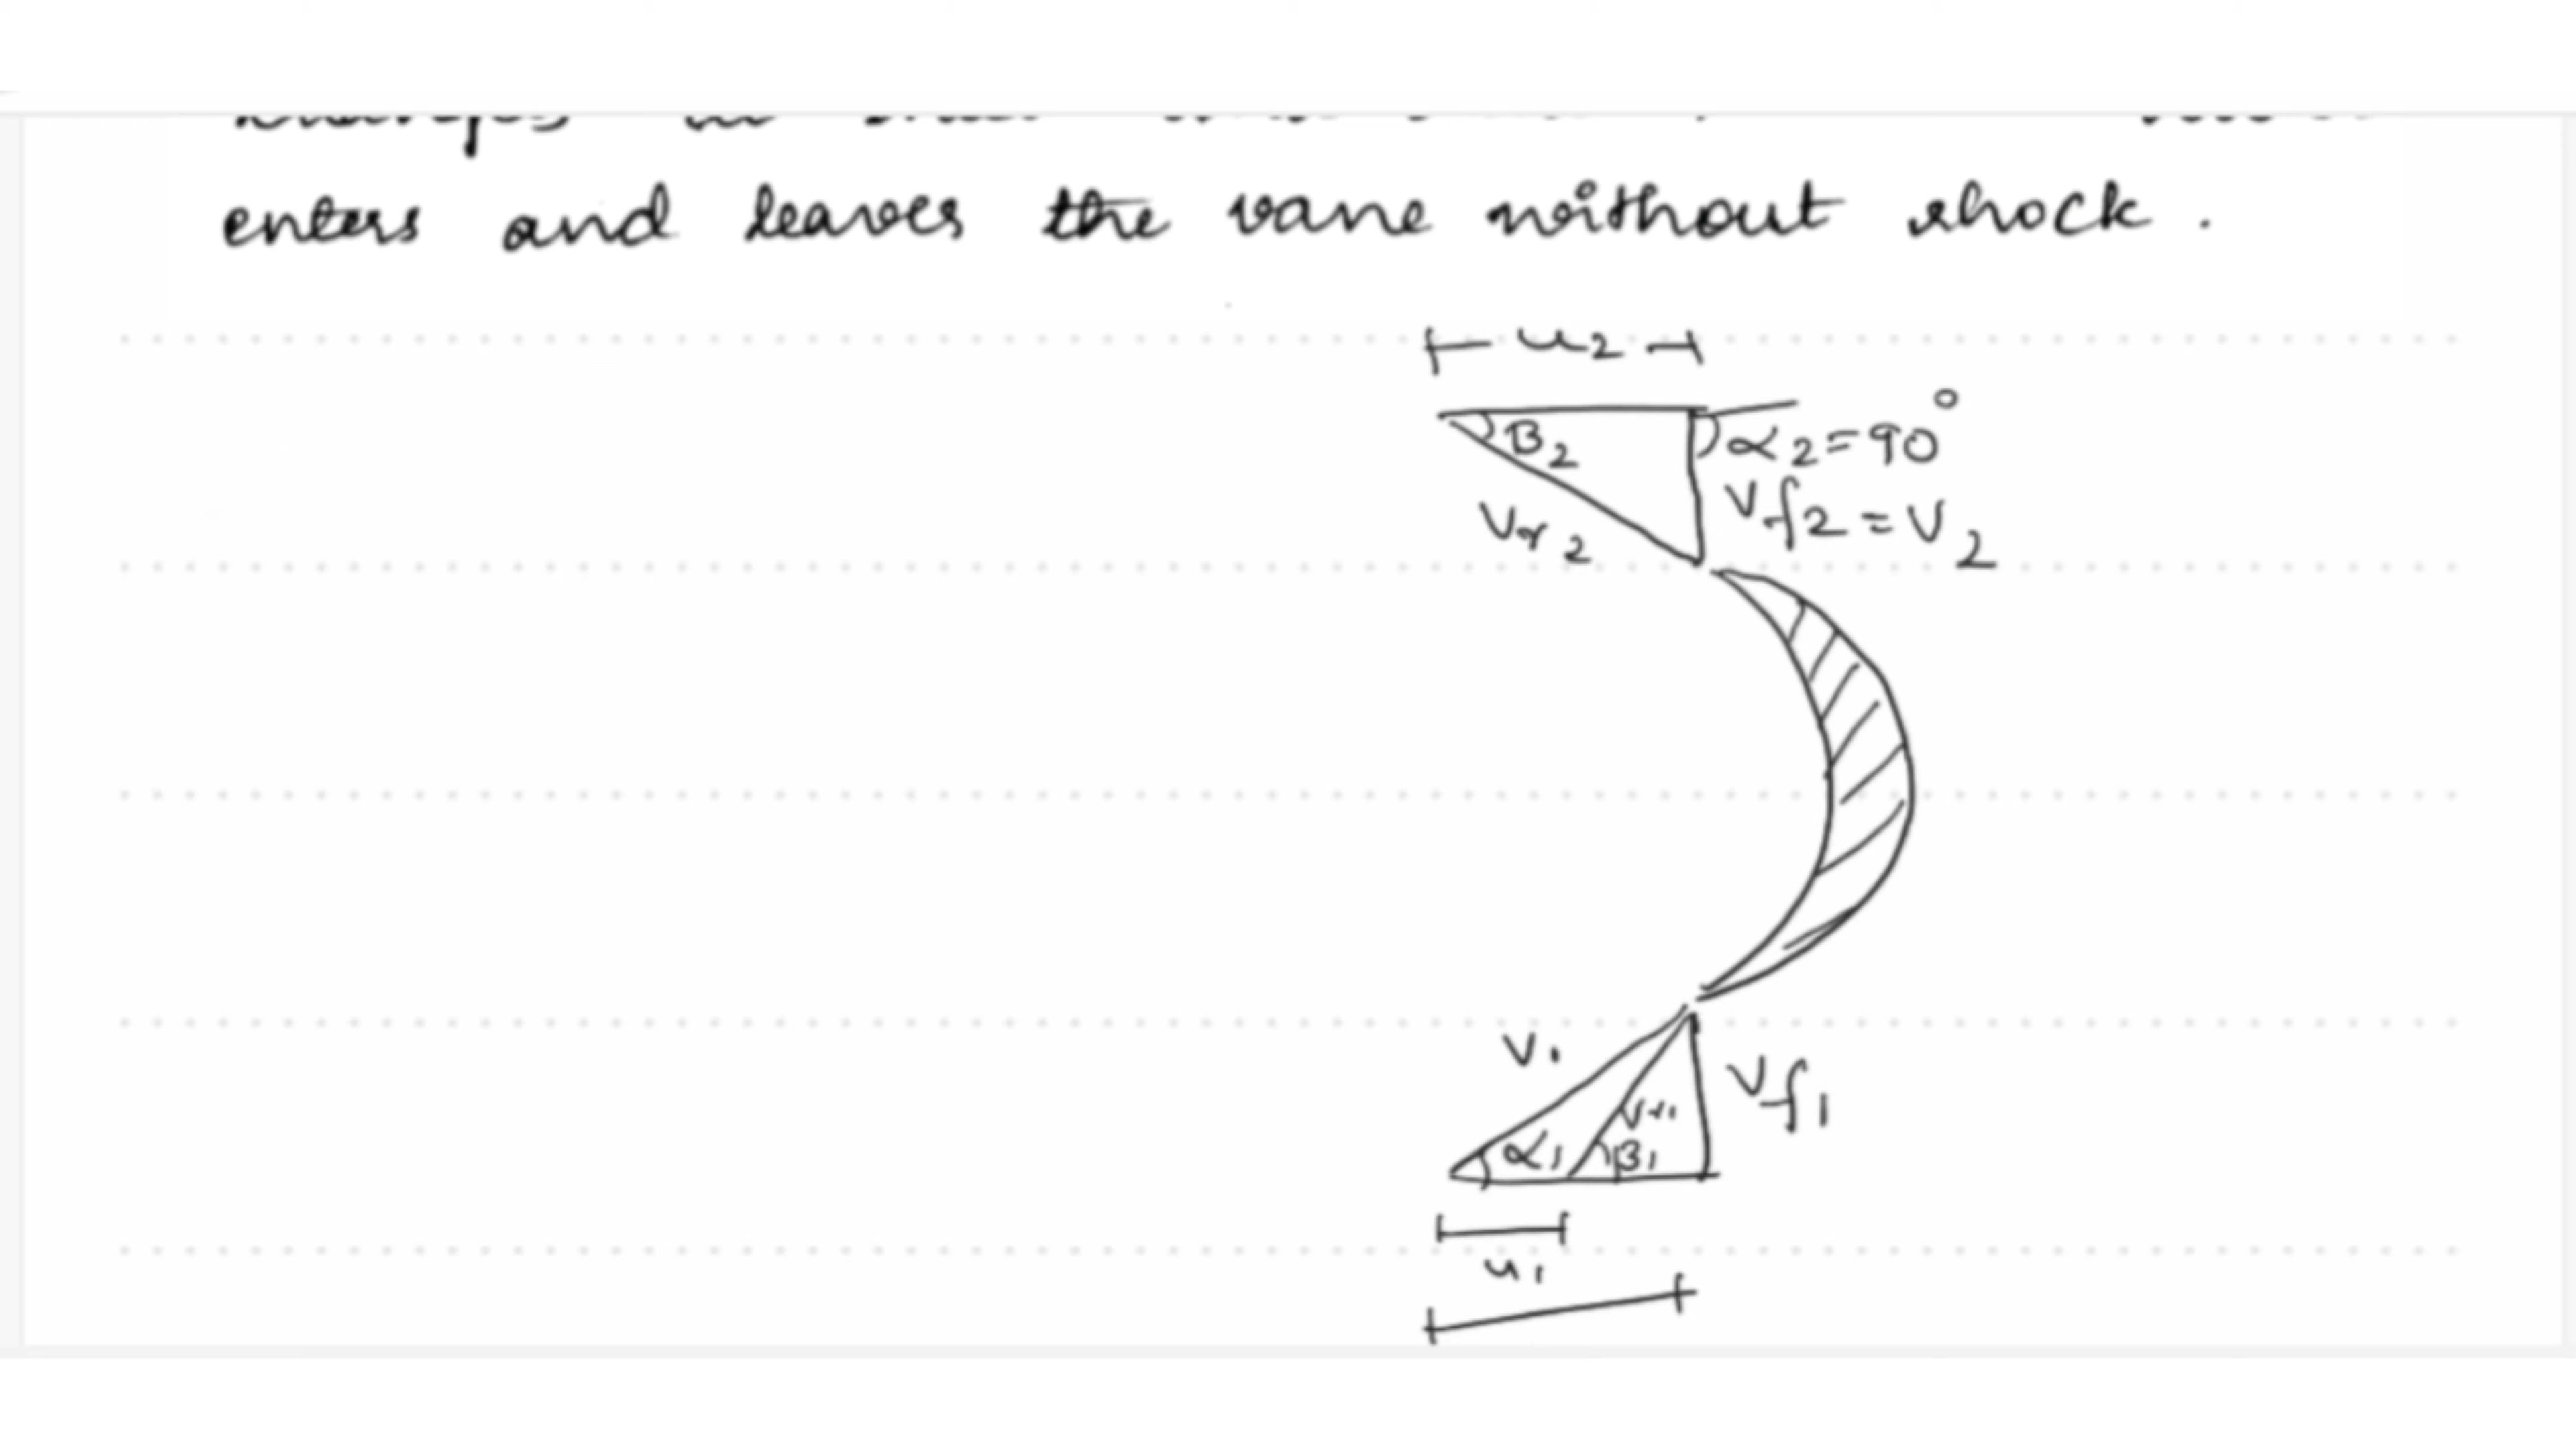 enters and leaves the vane without shock.
u2
B2
α2=90°
Vr2
Vf2=V2
V1
Vf1
Vr1
α1
β1
u1